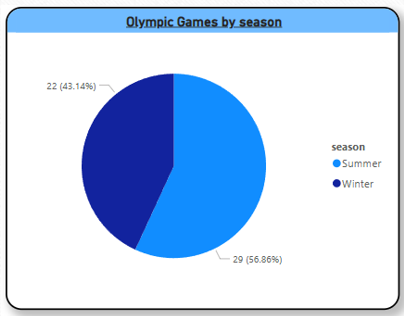 Olympic Games by season
22 (43.14%)
season
Summer
Winter
29 (56.86%)